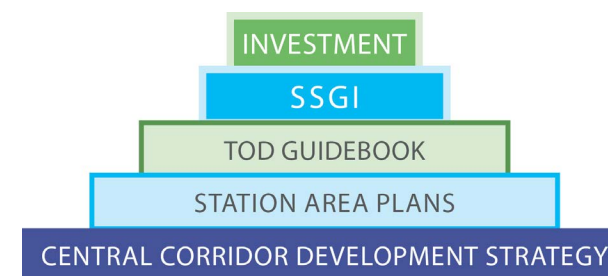 INVESTMENT
SSGI
TOD GUIDEBOOK
STATION AREA PLANS
CENTRAL CORRIDOR DEVELOPMENT STRATEGY